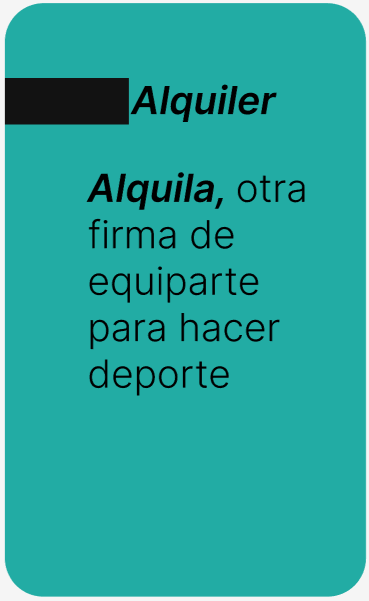 Alquiler
Alquila, otra
firma de
equiparte
para hacer
deporte